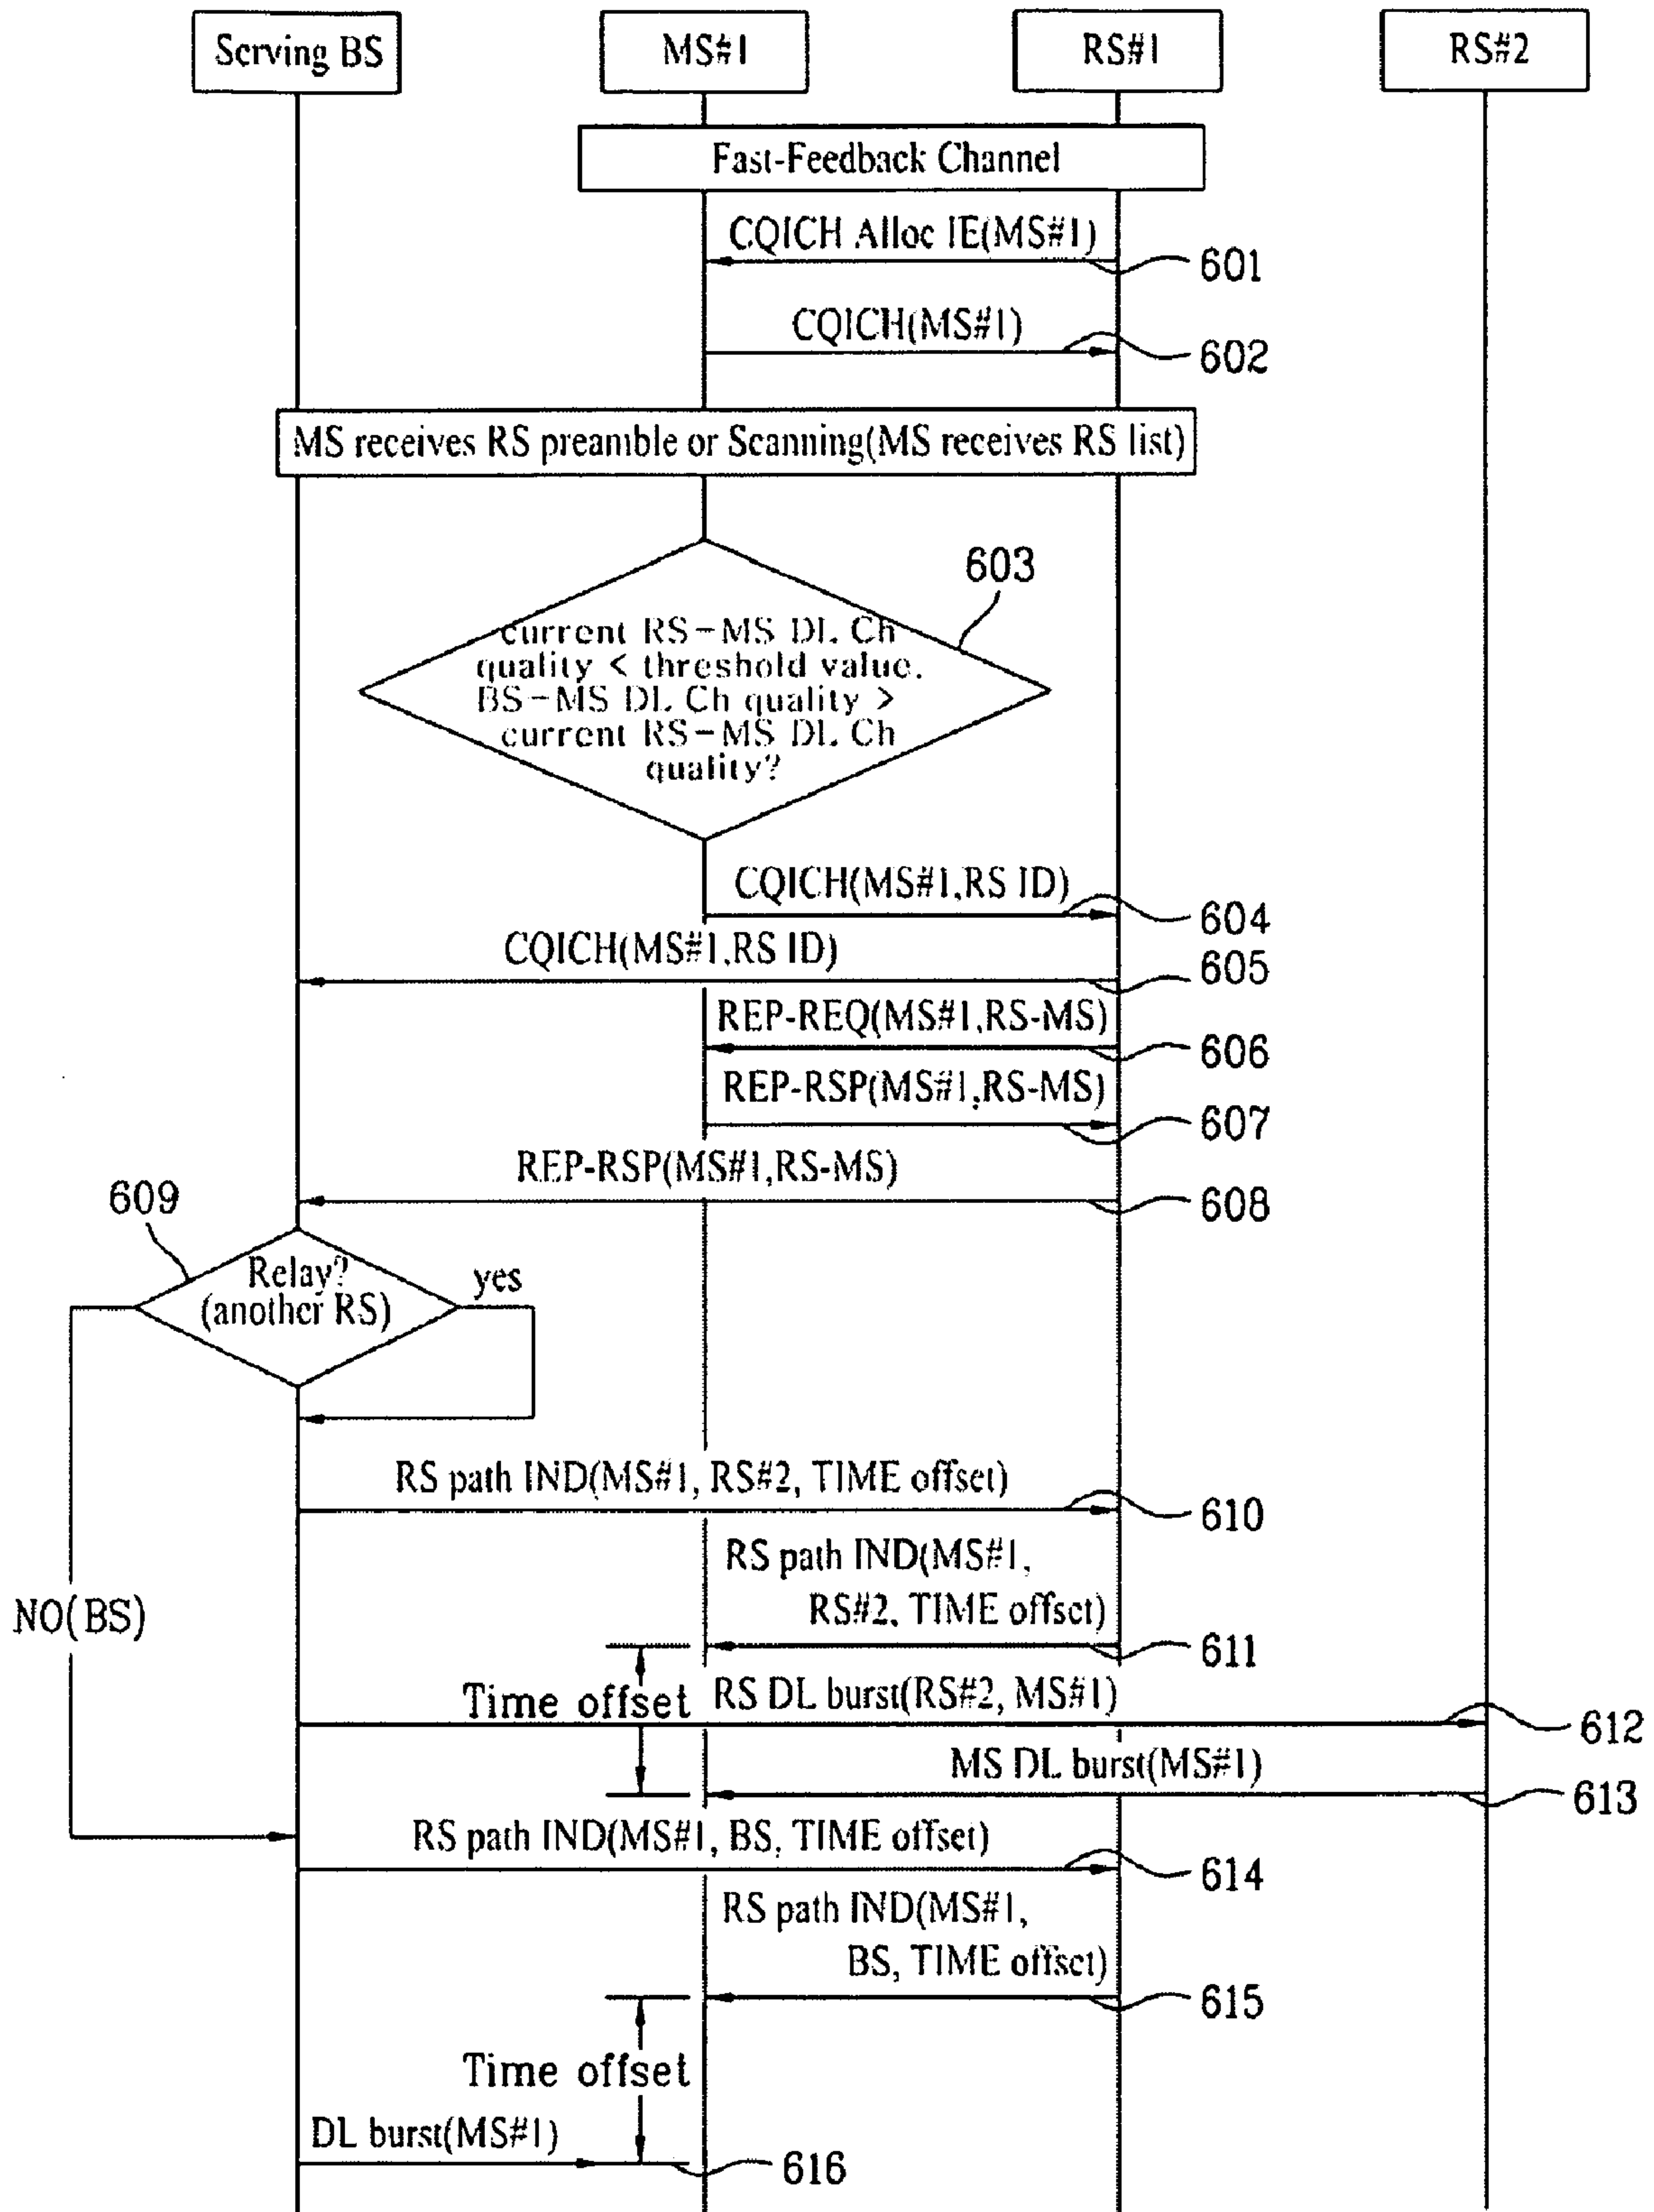 Serving BS
MS#1
RS#1
RS#2
Fast-Feedback Channel
CQICH Alloc IE(MS#1)
601
CQICH(MS#1)
602
MS receives RS preamble or Scanning(MS receives RS list)
603
current RS-MS DL Ch
quality < threshold value.
BS-MS DL Ch quality >
current RS-MS DL Ch
quality?
CQICH(MS#1,RS ID)
604
CQICH(MS#1,RS ID)
605
REP-REQ(MS#1,RS-MS)
606
REP-RSP(MS#1,RS-MS)
607
REP-RSP(MS#1,RS-MS)
608
609
Relay?
(another RS)
yes
RS path IND(MS#1, RS#2, TIME offset)
610
RS path IND(MS#1,
RS#2, TIME offset)
NO(BS)
611
Time offset
RS DL burst(RS#2, MS#1)
612
MS DL burst(MS#1)
613
RS path IND(MS#1, BS, TIME offset)
614
RS path IND(MS#1,
BS, TIME offset)
615
Time offset
DL burst(MS#1)
616